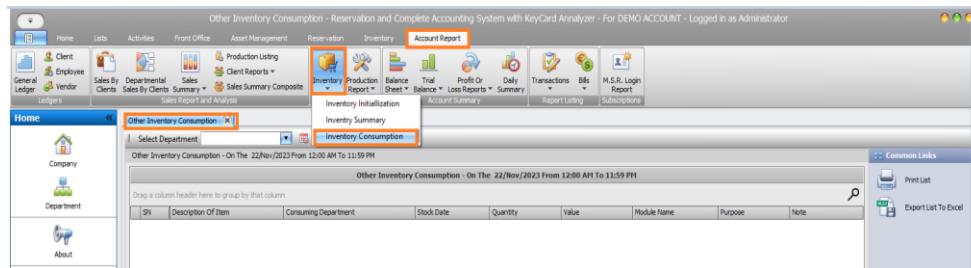 Other Inventory Consumption - Reservation and Complete Accounting System with KeyCard Annalyzer - For DEMO ACCOUNT - Logged in as Administrator
Home Lists Activities Front Office Asset Management Reservation Inventory Account Report
General Ledger
Client
Employee
Vendor
Ledgers
Sales By Clients
Departmental Sales By Clients
Sales Summary
Production Listing
Client Reports
Sales Summary Composite
Sales Report and Analysis
Inventory
Production Report
Balance Sheet
Trial Balance
Profit Or Loss Reports
Daily Summary
Account Summary
Transactions
Bills
Report Listing
M.S.R. Login Report
Subscriptions
Inventory Initiallization
Inventry Summary
Inventory Consumption
Home «
Company
Department
About
Other Inventory Consumption X
Select Department
Other Inventory Consumption - On The 22/Nov/2023 From 12:00 AM To 11:59 PM
Other Inventory Consumption - On The 22/Nov/2023 From 12:00 AM To 11:59 PM
Drag a column header here to group by that column
SN Description Of Item Consuming Department Stock Date Quantity Value Module Name Purpose Note
Common Links
Print List
Export List To Excel